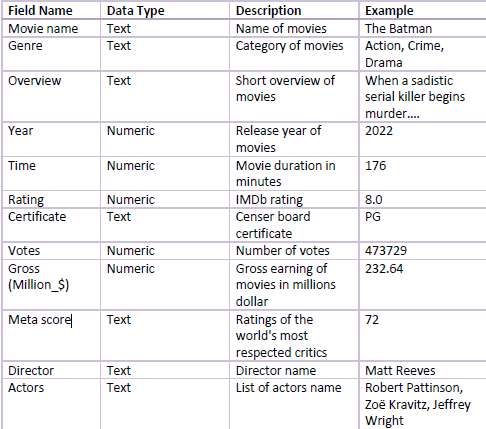 Field Name Data Type Description Example
Movie name Text Name of movies The Batman
Genre Text Category of movies Action, Crime,
Drama
Overview Text Short overview of When a sadistic
movies serial killer begins
murder....
Year Numeric Release year of 2022
movies
Time Numeric Movie duration in 176
minutes
Rating Numeric IMDb rating 8.0
Certificate Text Censer board PG
certificate
Votes Numeric Number of votes 473729
Gross Numeric Gross earning of 232.64
(Million_$) movies in millions
dollar
Meta score Text Ratings of the 72
world's most
respected critics
Director Text Director name Matt Reeves
Actors Text List of actors name Robert Pattinson,
Zoë Kravitz, Jeffrey
Wright